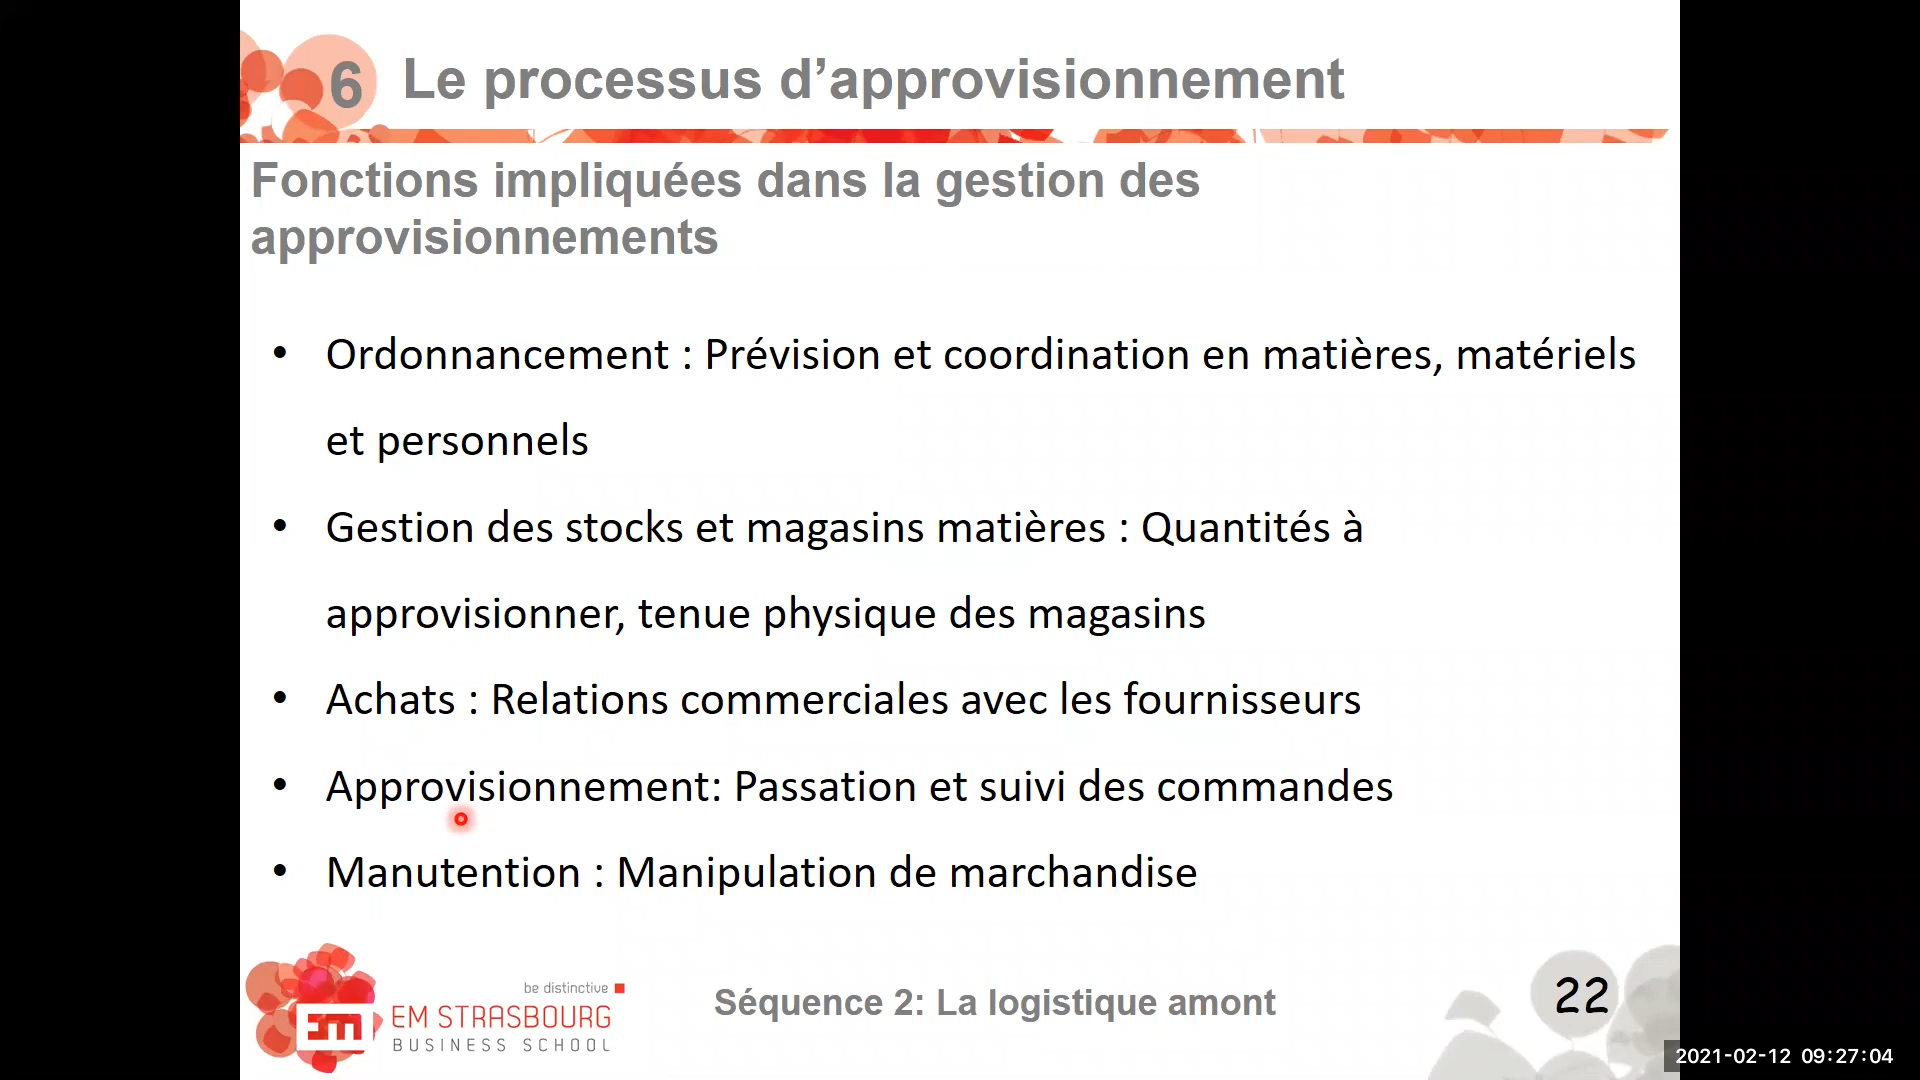 6 Le processus d’approvisionnement
Fonctions impliquées dans la gestion des
approvisionnements
• Ordonnancement : Prévision et coordination en matières, matériels
et personnels
• Gestion des stocks et magasins matières : Quantités à
approvisionner, tenue physique des magasins
• Achats : Relations commerciales avec les fournisseurs
• Approvisionnement: Passation et suivi des commandes
• Manutention : Manipulation de marchandise
be distinctive
em
EM STRASBOURG
BUSINESS SCHOOL
Séquence 2: La logistique amont
22
2021-02-12 09:27:04